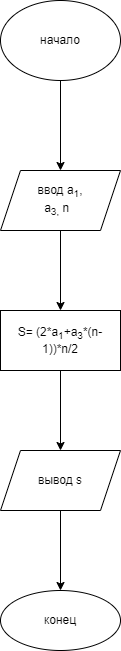 начало
ввод a₁,
a₃, n
S= (2*a₁+a₃*(n-
1))*n/2
вывод s
конец